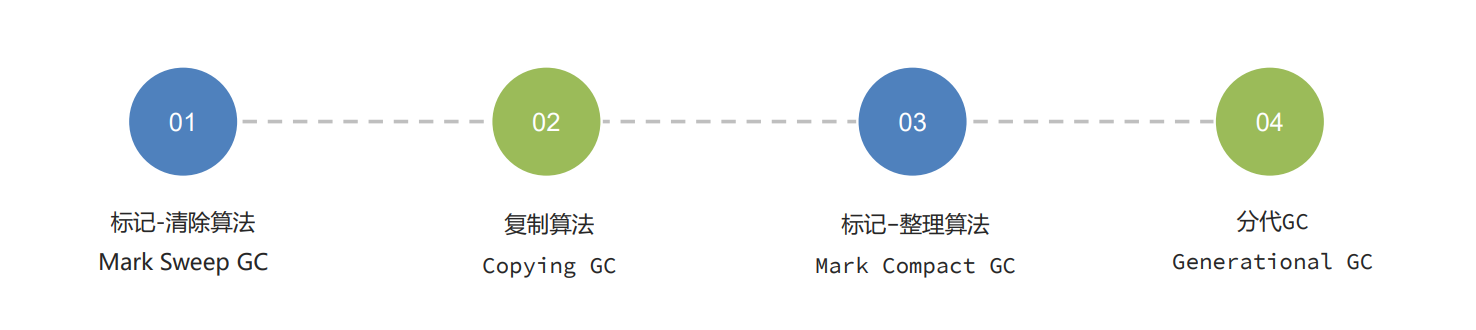 01
02
03
04
标记-清除算法
Mark Sweep GC
复制算法
Copying GC
标记-整理算法
Mark Compact GC
分代GC
Generational GC